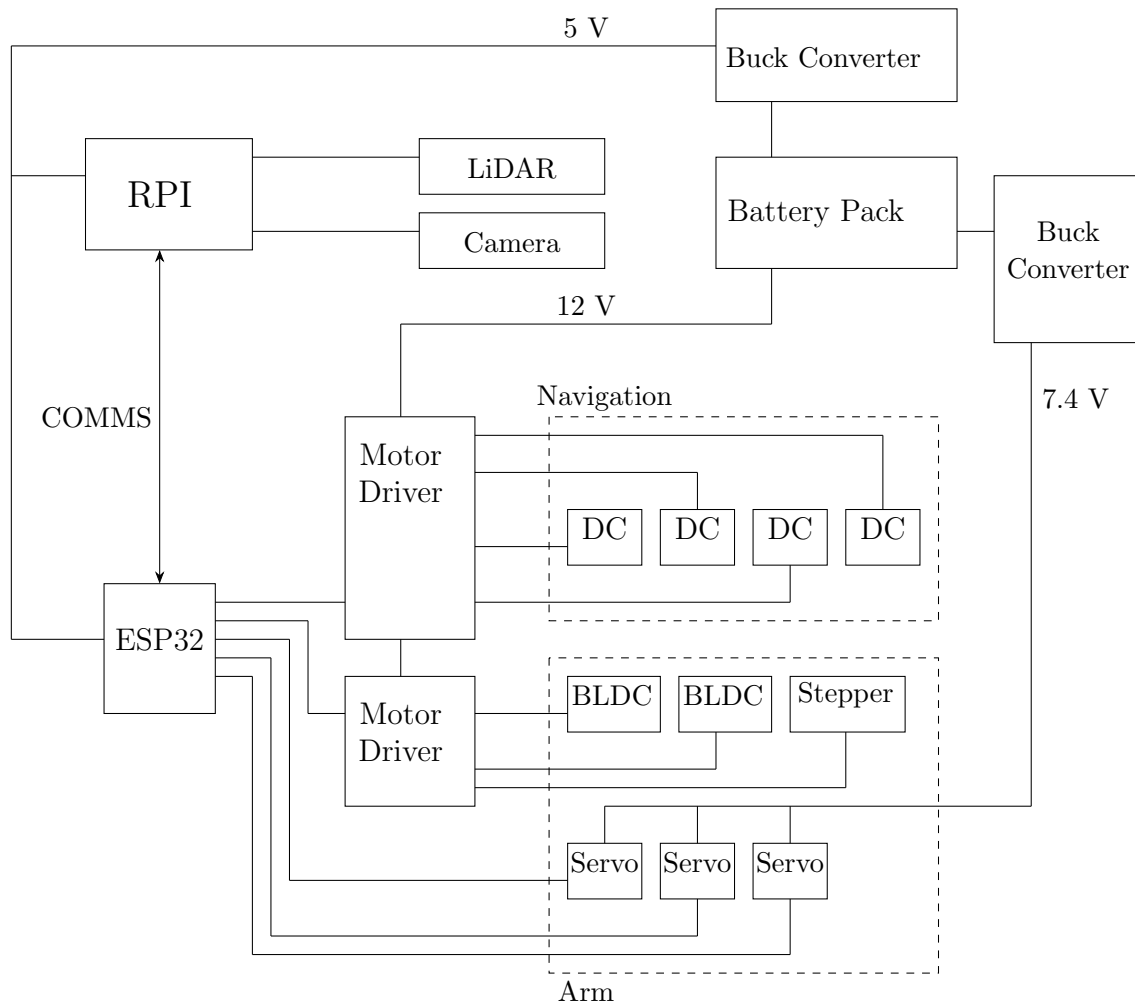 5 V
Buck Converter
RPI
LiDAR
Battery Pack
Camera
Buck
Converter
12 V
Navigation
7.4 V
COMMS
Motor
Driver
DC
DC
DC
DC
ESP32
BLDC
BLDC
Stepper
Motor
Driver
Servo
Servo
Servo
Arm